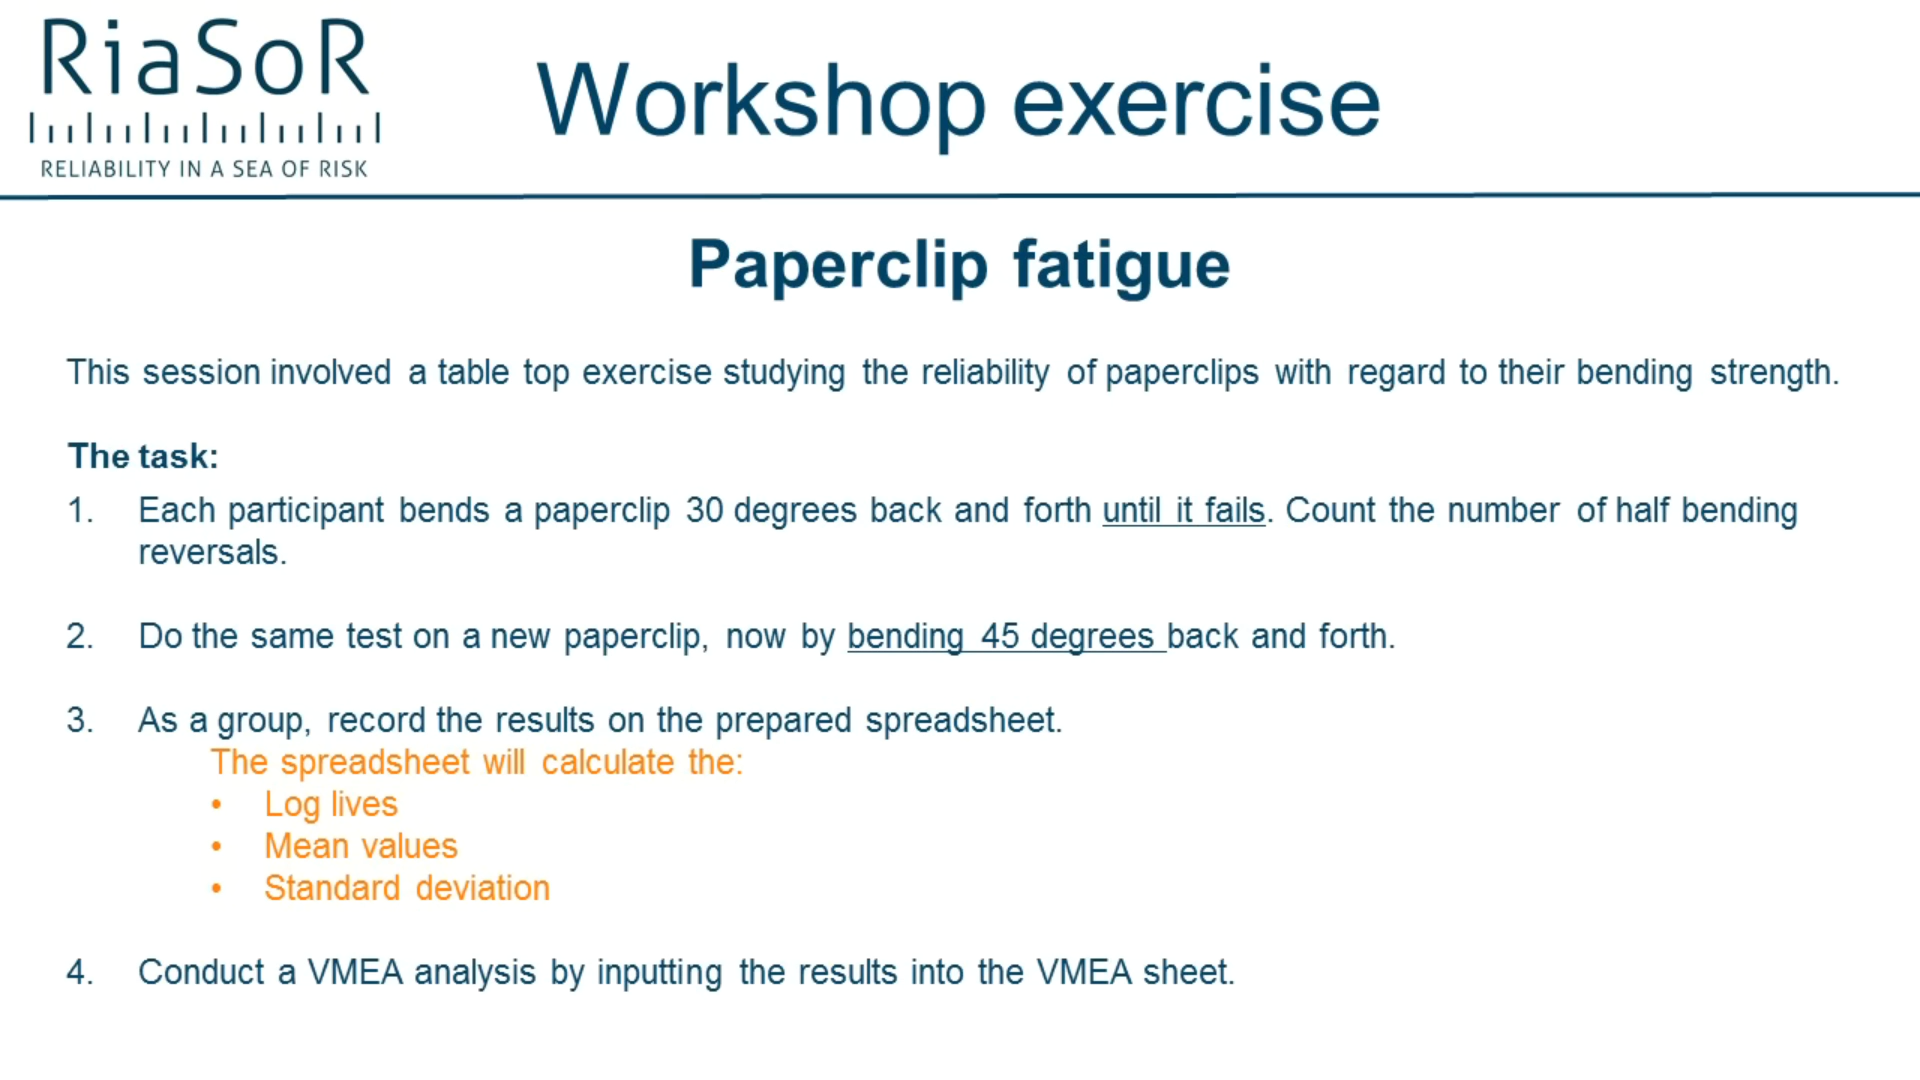 RiaSoR
RELIABILITY IN A SEA OF RISK
Workshop exercise
Paperclip fatigue
This session involved a table top exercise studying the reliability of paperclips with regard to their bending strength.
The task:
1. Each participant bends a paperclip 30 degrees back and forth until it fails. Count the number of half bending
reversals.
2. Do the same test on a new paperclip, now by bending 45 degrees back and forth.
3. As a group, record the results on the prepared spreadsheet.
The spreadsheet will calculate the:
• Log lives
• Mean values
• Standard deviation
4. Conduct a VMEA analysis by inputting the results into the VMEA sheet.